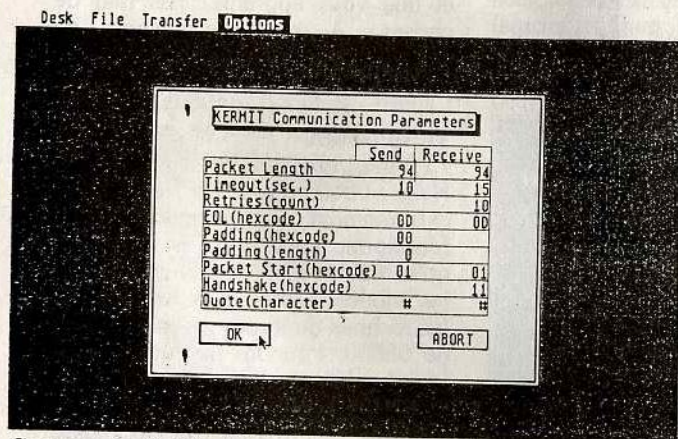 Desk File Transfer Options
KERMIT Communication Parameters
Send Receive
Packet Length 94 94
Timeout(sec.) 10 15
Retries(count) 10
EOL(hexcode) 0D 0D
Padding(hexcode) 00
Padding(length) 0
Packet Start(hexcode) 01 01
Handshake(hexcode) 11
Quote(character) # #
OK ABORT